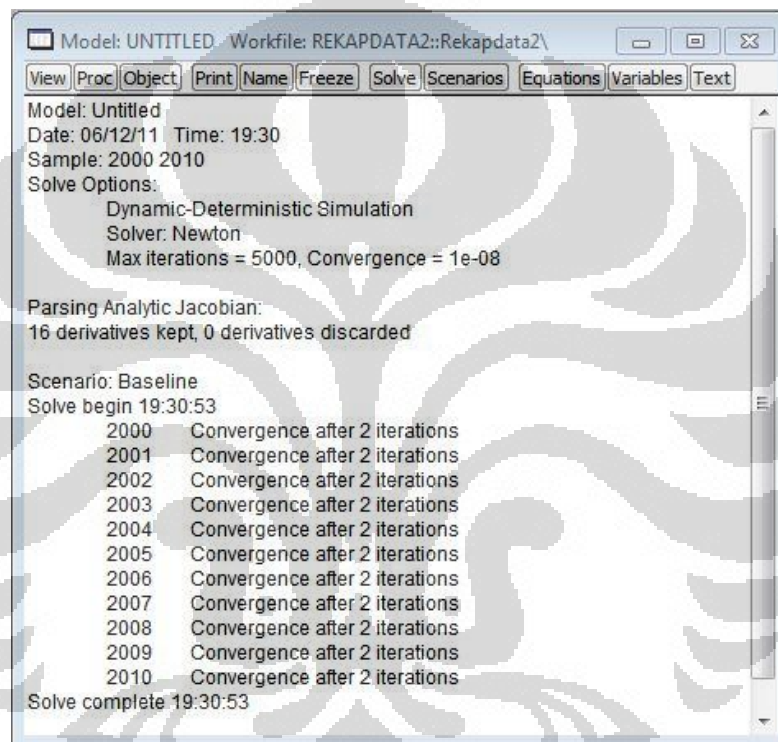 Model: UNTITLED Workfile: REKAPDATA2::Rekapdata2\
View Proc Object Print Name Freeze Solve Scenarios Equations Variables Text
Model: Untitled
Date: 06/12/11 Time: 19:30
Sample: 2000 2010
Solve Options:
Dynamic-Deterministic Simulation
Solver: Newton
Max iterations = 5000, Convergence = 1e-08
Parsing Analytic Jacobian:
16 derivatives kept, 0 derivatives discarded
Scenario: Baseline
Solve begin 19:30:53
2000 Convergence after 2 iterations
2001 Convergence after 2 iterations
2002 Convergence after 2 iterations
2003 Convergence after 2 iterations
2004 Convergence after 2 iterations
2005 Convergence after 2 iterations
2006 Convergence after 2 iterations
2007 Convergence after 2 iterations
2008 Convergence after 2 iterations
2009 Convergence after 2 iterations
2010 Convergence after 2 iterations
Solve complete 19:30:53